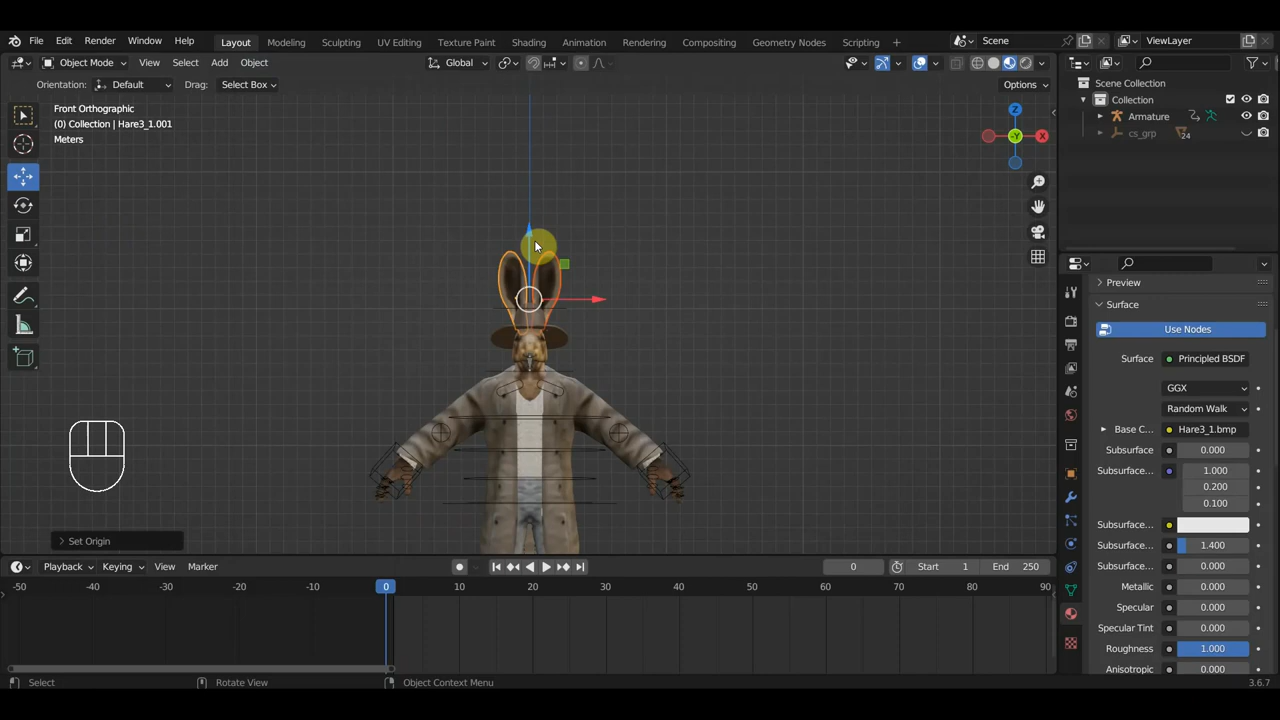 File Edit Render Window Help Layout Modeling Sculpting UV Editing Texture Paint Shading Animation Rendering Compositing Geometry Nodes Scripting + Scene ViewLayer
Object Mode View Select Add Object Global
Orientation: Default Drag: Select Box Options
Front Orthographic
(0) Collection | Hare3_1.001
Meters
Z
X
-Y
Scene Collection
Collection
Armature
cs_grp 24
Preview
Surface
Use Nodes
Surface Principled BSDF
GGX
Random Walk
Base C... Hare3_1.bmp
Subsurface 0.000
Subsurface... 1.000
0.200
0.100
Subsurface...
Subsurface... 1.400
Subsurface... 0.000
Metallic 0.000
Specular 0.000
Specular Tint 0.000
Roughness 1.000
Anisotropic 0.000
Set Origin
Playback Keying View Marker 0 Start 1 End 250
-50 -40 -30 -20 -10 0 10 20 30 40 50 60 70 80 90
Select Rotate View Object Context Menu 3.6.7